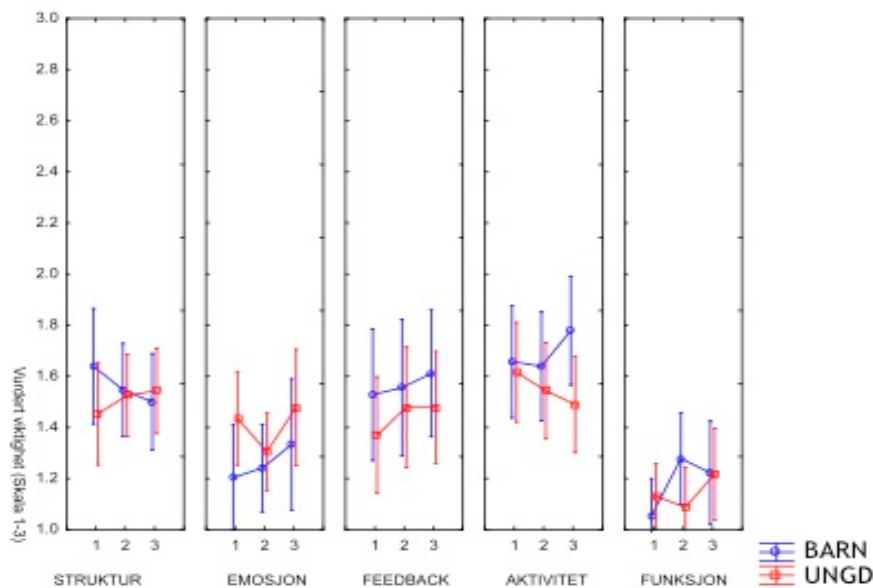 3.0
2.8
2.6
2.4
2.2
2.0
1.8
1.6
1.4
1.2
1.0
Vurdert viktighet (Skala 1-3)
1 2 3 1 2 3 1 2 3 1 2 3 1 2 3
STRUKTUR EMOSJON FEEDBACK AKTIVITET FUNKSJON
BARN
UNGD